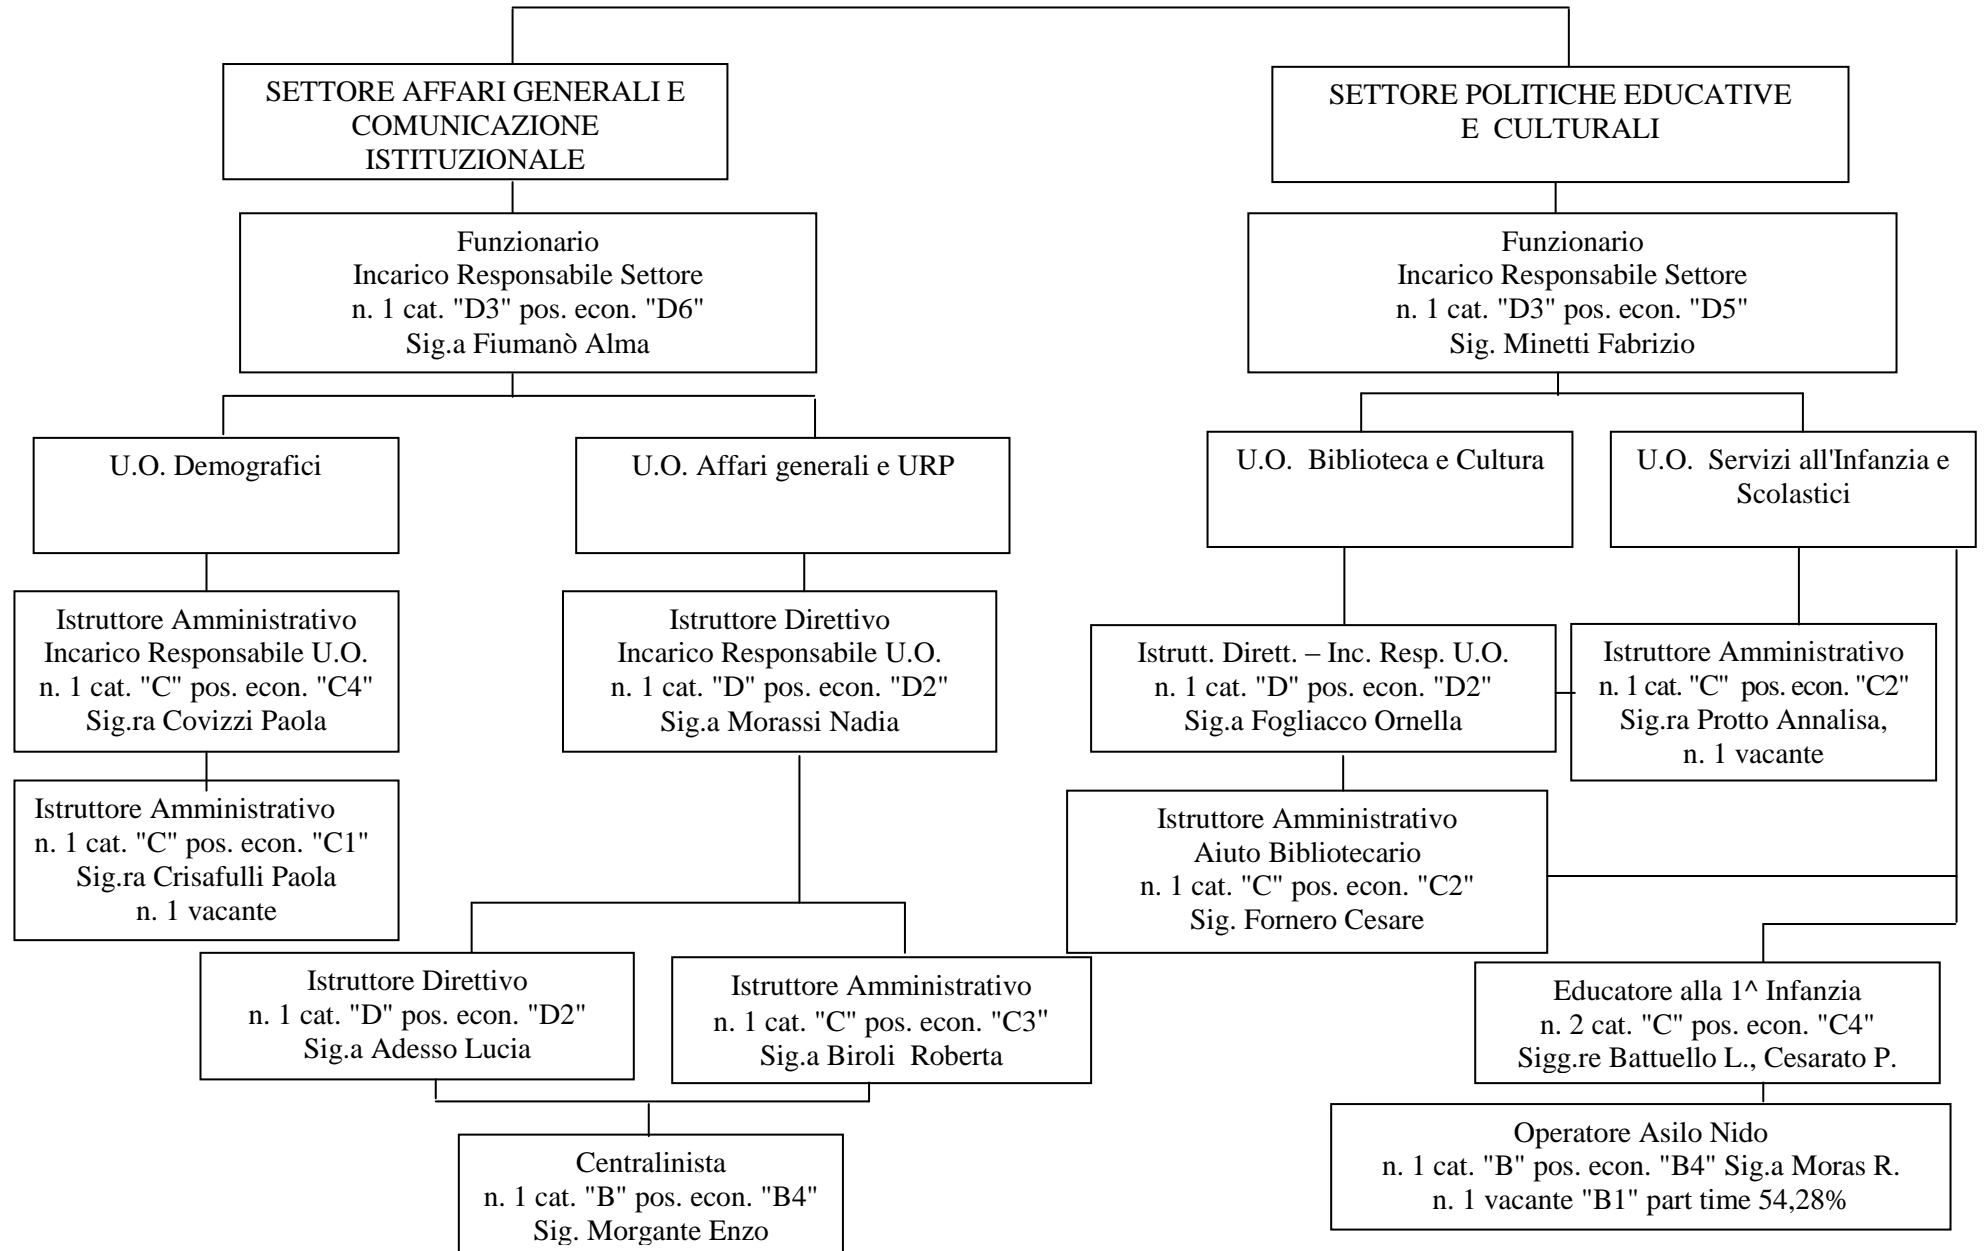 SETTORE AFFARI GENERALI E
COMUNICAZIONE
ISTITUZIONALE
SETTORE POLITICHE EDUCATIVE
E CULTURALI
Funzionario
Incarico Responsabile Settore
n. 1 cat. "D3" pos. econ. "D6"
Sig.a Fiumanò Alma
Funzionario
Incarico Responsabile Settore
n. 1 cat. "D3" pos. econ. "D5"
Sig. Minetti Fabrizio
U.O. Demografici
U.O. Affari generali e URP
U.O. Biblioteca e Cultura
U.O. Servizi all'Infanzia e
Scolastici
Istruttore Amministrativo
Incarico Responsabile U.O.
n. 1 cat. "C" pos. econ. "C4"
Sig.ra Covizzi Paola
Istruttore Direttivo
Incarico Responsabile U.O.
n. 1 cat. "D" pos. econ. "D2"
Sig.a Morassi Nadia
Istrutt. Dirett. – Inc. Resp. U.O.
n. 1 cat. "D" pos. econ. "D2"
Sig.a Fogliacco Ornella
Istruttore Amministrativo
n. 1 cat. "C" pos. econ. "C2"
Sig.ra Protto Annalisa,
n. 1 vacante
Istruttore Amministrativo
n. 1 cat. "C" pos. econ. "C1"
Sig.ra Crisafulli Paola
n. 1 vacante
Istruttore Amministrativo
Aiuto Bibliotecario
n. 1 cat. "C" pos. econ. "C2"
Sig. Fornero Cesare
Istruttore Direttivo
n. 1 cat. "D" pos. econ. "D2"
Sig.a Adesso Lucia
Istruttore Amministrativo
n. 1 cat. "C" pos. econ. "C3"
Sig.a Biroli Roberta
Educatore alla 1^ Infanzia
n. 2 cat. "C" pos. econ. "C4"
Sigg.re Battuello L., Cesarato P.
Operatore Asilo Nido
n. 1 cat. "B" pos. econ. "B4" Sig.a Moras R.
n. 1 vacante "B1" part time 54,28%
Centralinista
n. 1 cat. "B" pos. econ. "B4"
Sig. Morgante Enzo